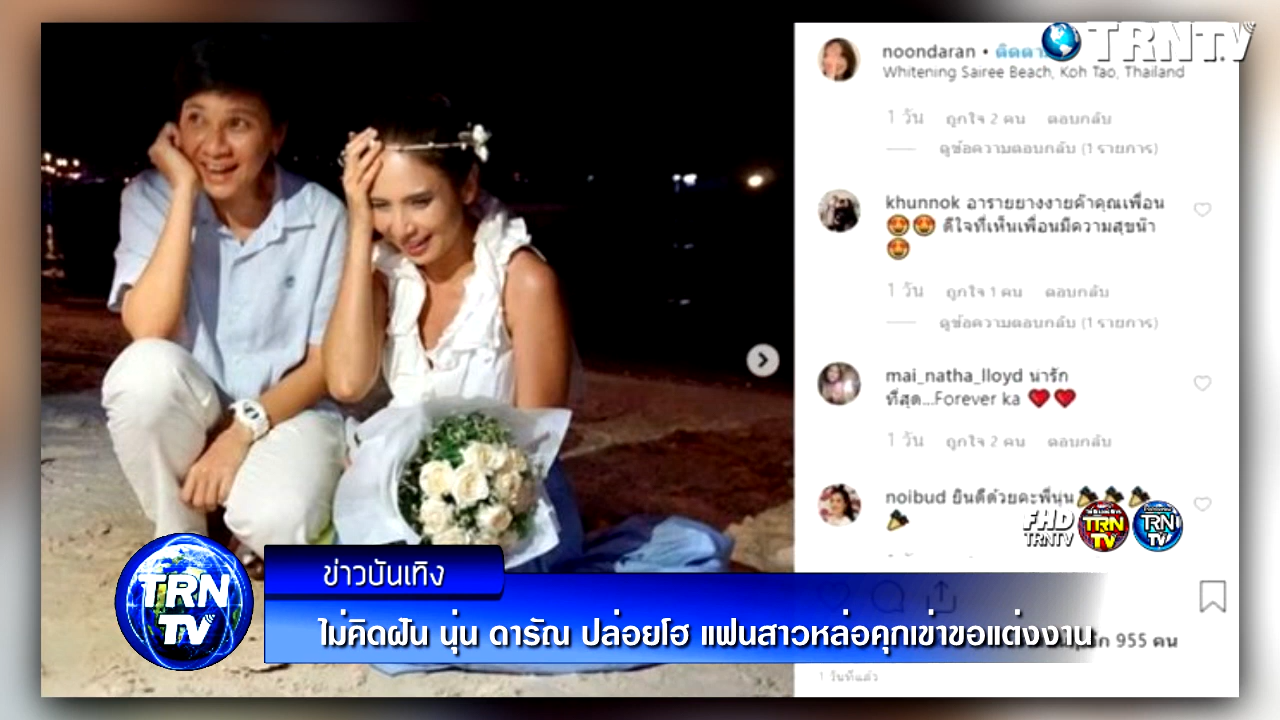 noondaran •
TRNTV
Whitening Sairee Beach, Koh Tao, Thailand
1 วัน ถูกใจ 2 คน ตอบกลับ
ดูข้อความตอบกลับ (1 รายการ)
khunnok อารายยางงายค้าคุณเพื่อน
ดีใจที่เห็นเพื่อนมีความสุขน้า
1 วัน ถูกใจ 1 คน ตอบกลับ
ดูข้อความตอบกลับ (1 รายการ)
mai_natha_lloyd น่ารัก
ที่สุด...Forever ka
1 วัน ถูกใจ 2 คน ตอบกลับ
noibud ยินดีด้วยคะพี่นุ่น
FHD
TRNTV
TRN
TV
TRN
TV
TRN
TV
ข่าวบันเทิง
ไม่คิดฝัน นุ่น ดารัณ ปล่อยโฮ แฟนสาวหล่อคุกเข่าขอแต่งงาน
955 คน
1 วันที่แล้ว